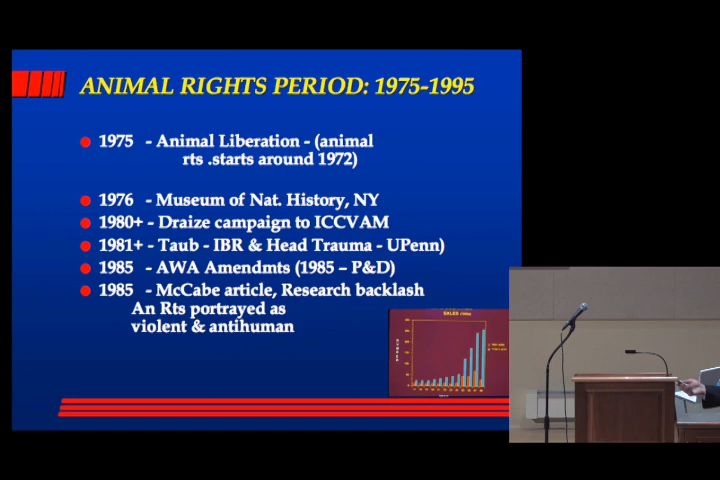 ANIMAL RIGHTS PERIOD: 1975-1995
1975 - Animal Liberation - (animal
rts .starts around 1972)
1976 - Museum of Nat. History, NY
1980+ - Draize campaign to ICCVAM
1981+ - Taub - IBR & Head Trauma - UPenn)
1985 - AWA Amendmts (1985 – P&D)
1985 - McCabe article, Research backlash
An Rts portrayed as
violent & antihuman